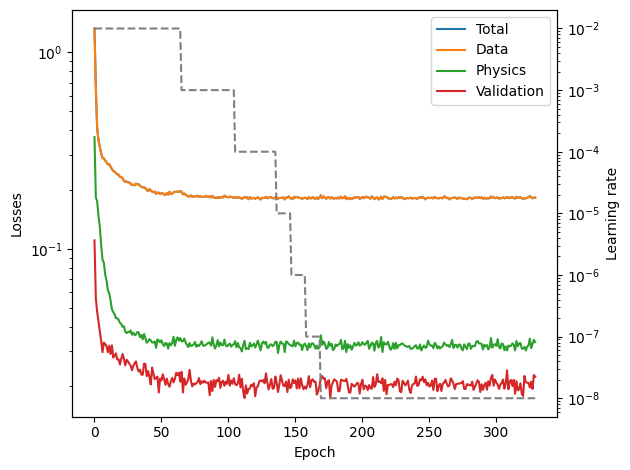 Total
Data
Physics
Validation
10⁰
10⁻¹
Losses
10⁻²
10⁻³
10⁻⁴
10⁻⁵
10⁻⁶
10⁻⁷
10⁻⁸
Learning rate
0 50 100 150 200 250 300
Epoch